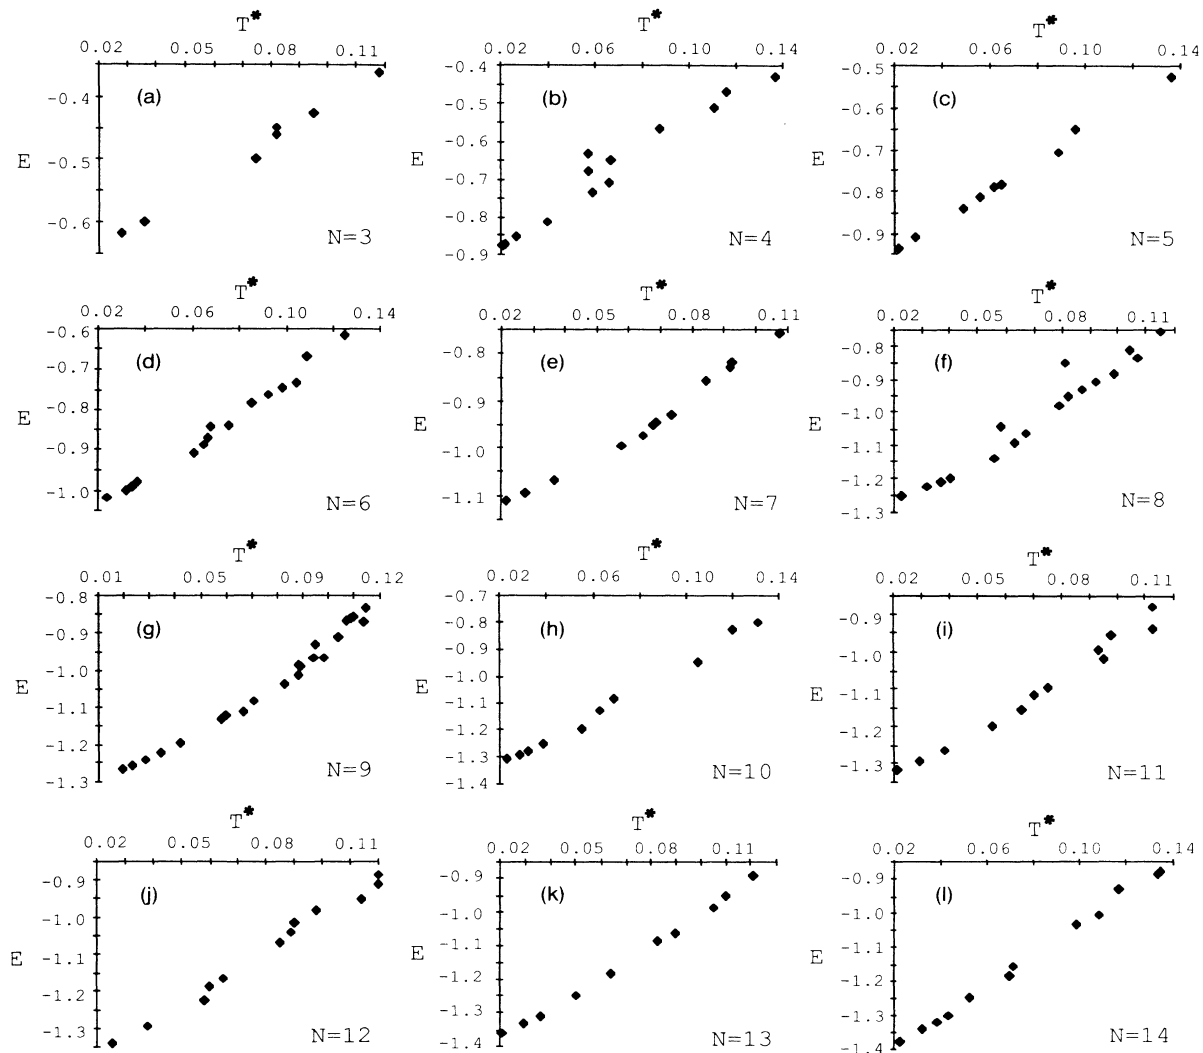 T*
0.02 0.05 0.08 0.11
(a)
-0.4
E
-0.5
-0.6
N=3
T*
0.02 0.06 0.10 0.14
-0.4
(b)
-0.5
-0.6
E
-0.7
-0.8
N=4
-0.9
T*
0.02 0.06 0.10 0.14
-0.5
(c)
-0.6
E
-0.7
-0.8
-0.9
N=5
T*
0.02 0.06 0.10 0.14
-0.6
(d)
-0.7
-0.8
E
-0.9
-1.0
N=6
T*
0.02 0.05 0.08 0.11
-0.8
(e)
-0.9
E
-1.0
-1.1
N=7
T*
0.02 0.05 0.08 0.11
-0.8
(f)
-0.9
-1.0
E
-1.1
-1.2
N=8
-1.3
T*
0.01 0.05 0.09 0.12
-0.8
(g)
-0.9
-1.0
E
-1.1
-1.2
N=9
-1.3
T*
0.02 0.06 0.10 0.14
-0.7
(h)
-0.8
-0.9
-1.0
E
-1.1
-1.2
-1.3
N=10
-1.4
T*
0.02 0.05 0.08 0.11
(i)
-0.9
-1.0
E
-1.1
-1.2
-1.3
N=11
T*
0.02 0.05 0.08 0.11
-0.9
(j)
-1.0
E
-1.1
-1.2
-1.3
N=12
T*
0.02 0.05 0.08 0.11
-0.9
(k)
-1.0
E
-1.1
-1.2
-1.3
N=13
-1.4
T*
0.02 0.06 0.10 0.14
-0.9
(l)
-1.0
-1.1
E
-1.2
-1.3
N=14
-1.4